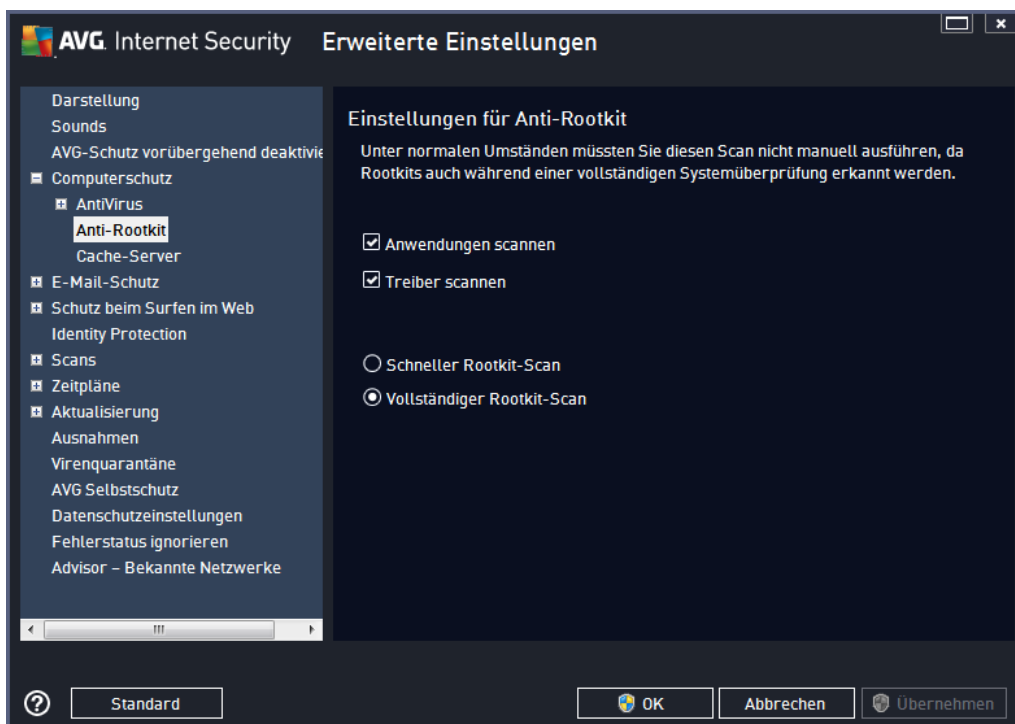 AVG. Internet Security Erweiterte Einstellungen
Darstellung
Sounds
AVG-Schutz vorübergehend deaktivie
Computerschutz
AntiVirus
Anti-Rootkit
Cache-Server
E-Mail-Schutz
Schutz beim Surfen im Web
Identity Protection
Scans
Zeitpläne
Aktualisierung
Ausnahmen
Virenquarantäne
AVG Selbstschutz
Datenschutzeinstellungen
Fehlerstatus ignorieren
Advisor – Bekannte Netzwerke
Einstellungen für Anti-Rootkit
Unter normalen Umständen müssten Sie diesen Scan nicht manuell ausführen, da
Rootkits auch während einer vollständigen Systemüberprüfung erkannt werden.
Anwendungen scannen
Treiber scannen
Schneller Rootkit-Scan
Vollständiger Rootkit-Scan
Standard
OK
Abbrechen
Übernehmen